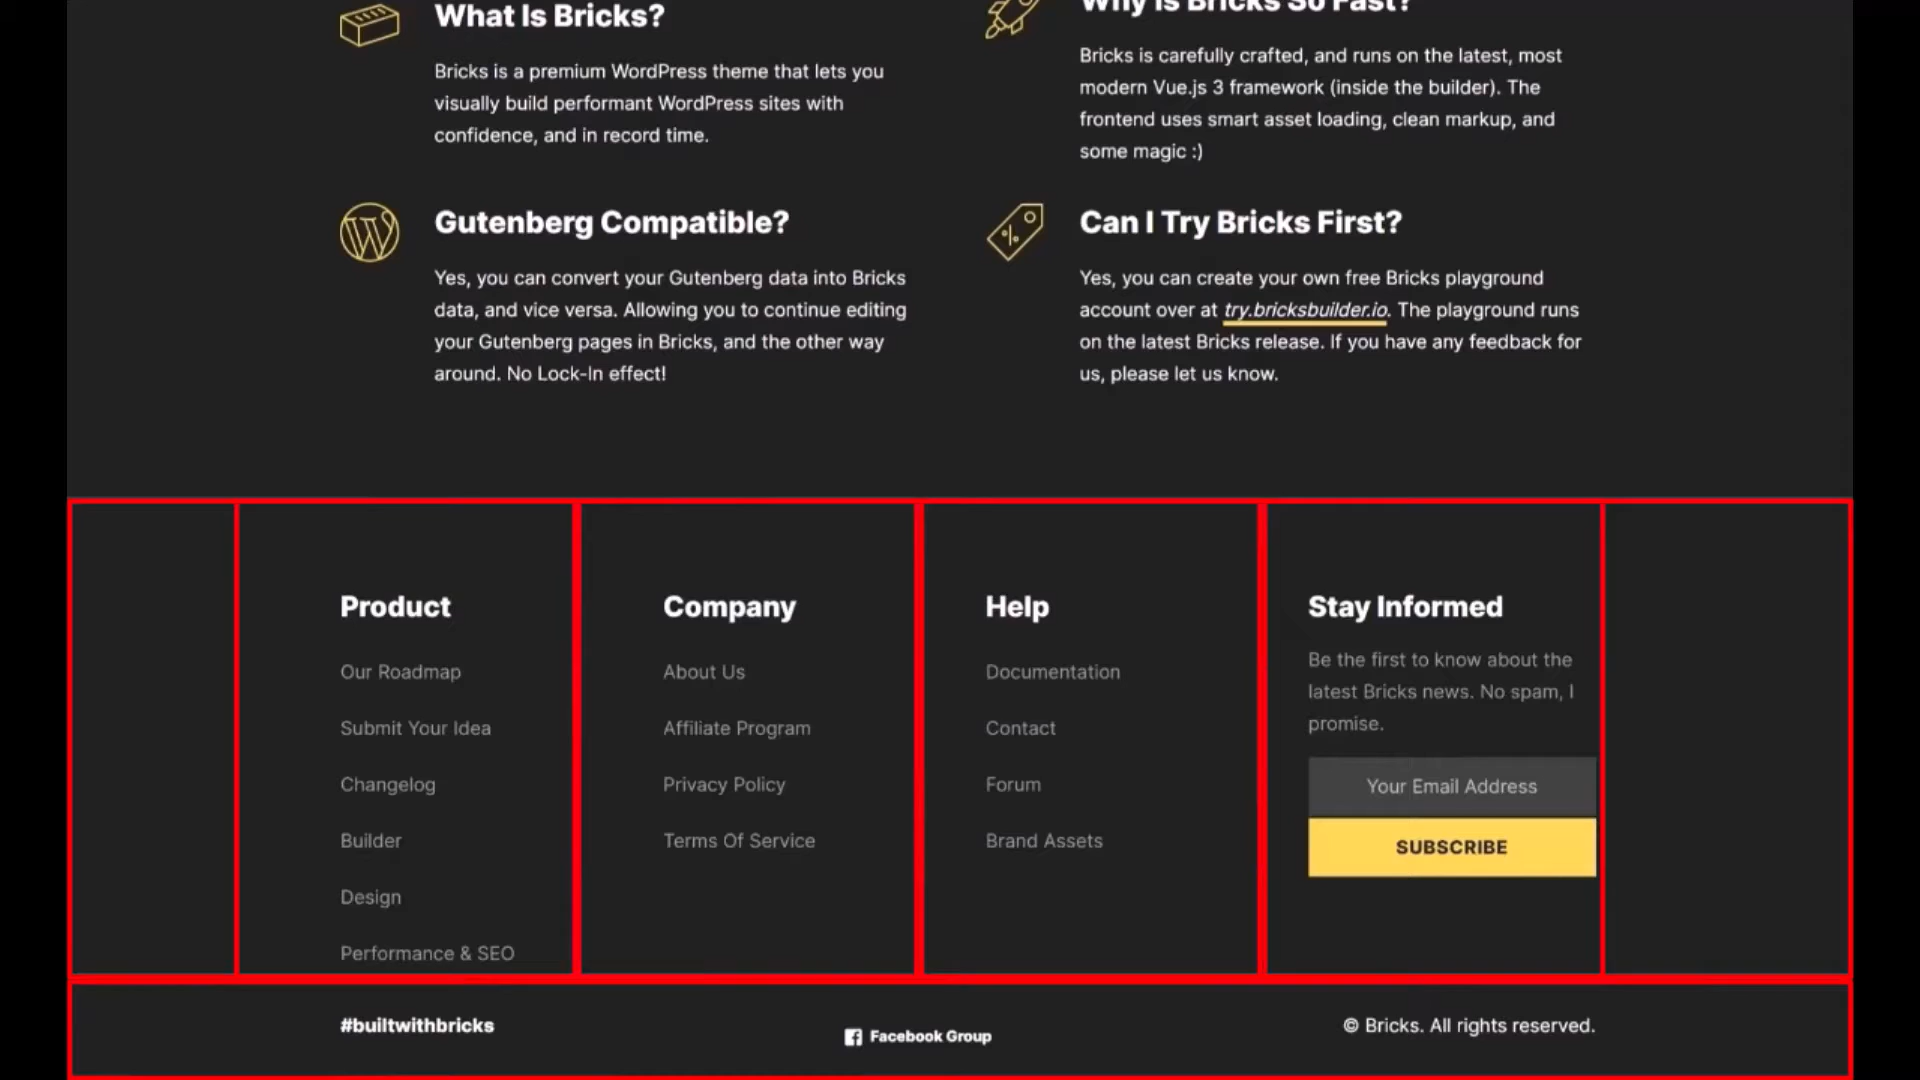 What Is Bricks?
Bricks is a premium WordPress theme that lets you
visually build performant WordPress sites with
confidence, and in record time.
Why Is Bricks So Fast?
Bricks is carefully crafted, and runs on the latest, most
modern Vue.js 3 framework (inside the builder). The
frontend uses smart asset loading, clean markup, and
some magic :)
Gutenberg Compatible?
Yes, you can convert your Gutenberg data into Bricks
data, and vice versa. Allowing you to continue editing
your Gutenberg pages in Bricks, and the other way
around. No Lock-In effect!
Can I Try Bricks First?
Yes, you can create your own free Bricks playground
account over at try.bricksbuilder.io. The playground runs
on the latest Bricks release. If you have any feedback for
us, please let us know.
Product
Our Roadmap
Submit Your Idea
Changelog
Builder
Design
Performance & SEO
Company
About Us
Affiliate Program
Privacy Policy
Terms Of Service
Help
Documentation
Contact
Forum
Brand Assets
Stay Informed
Be the first to know about the
latest Bricks news. No spam, I
promise.
Your Email Address
SUBSCRIBE
#builtwithbricks
Facebook Group
© Bricks. All rights reserved.